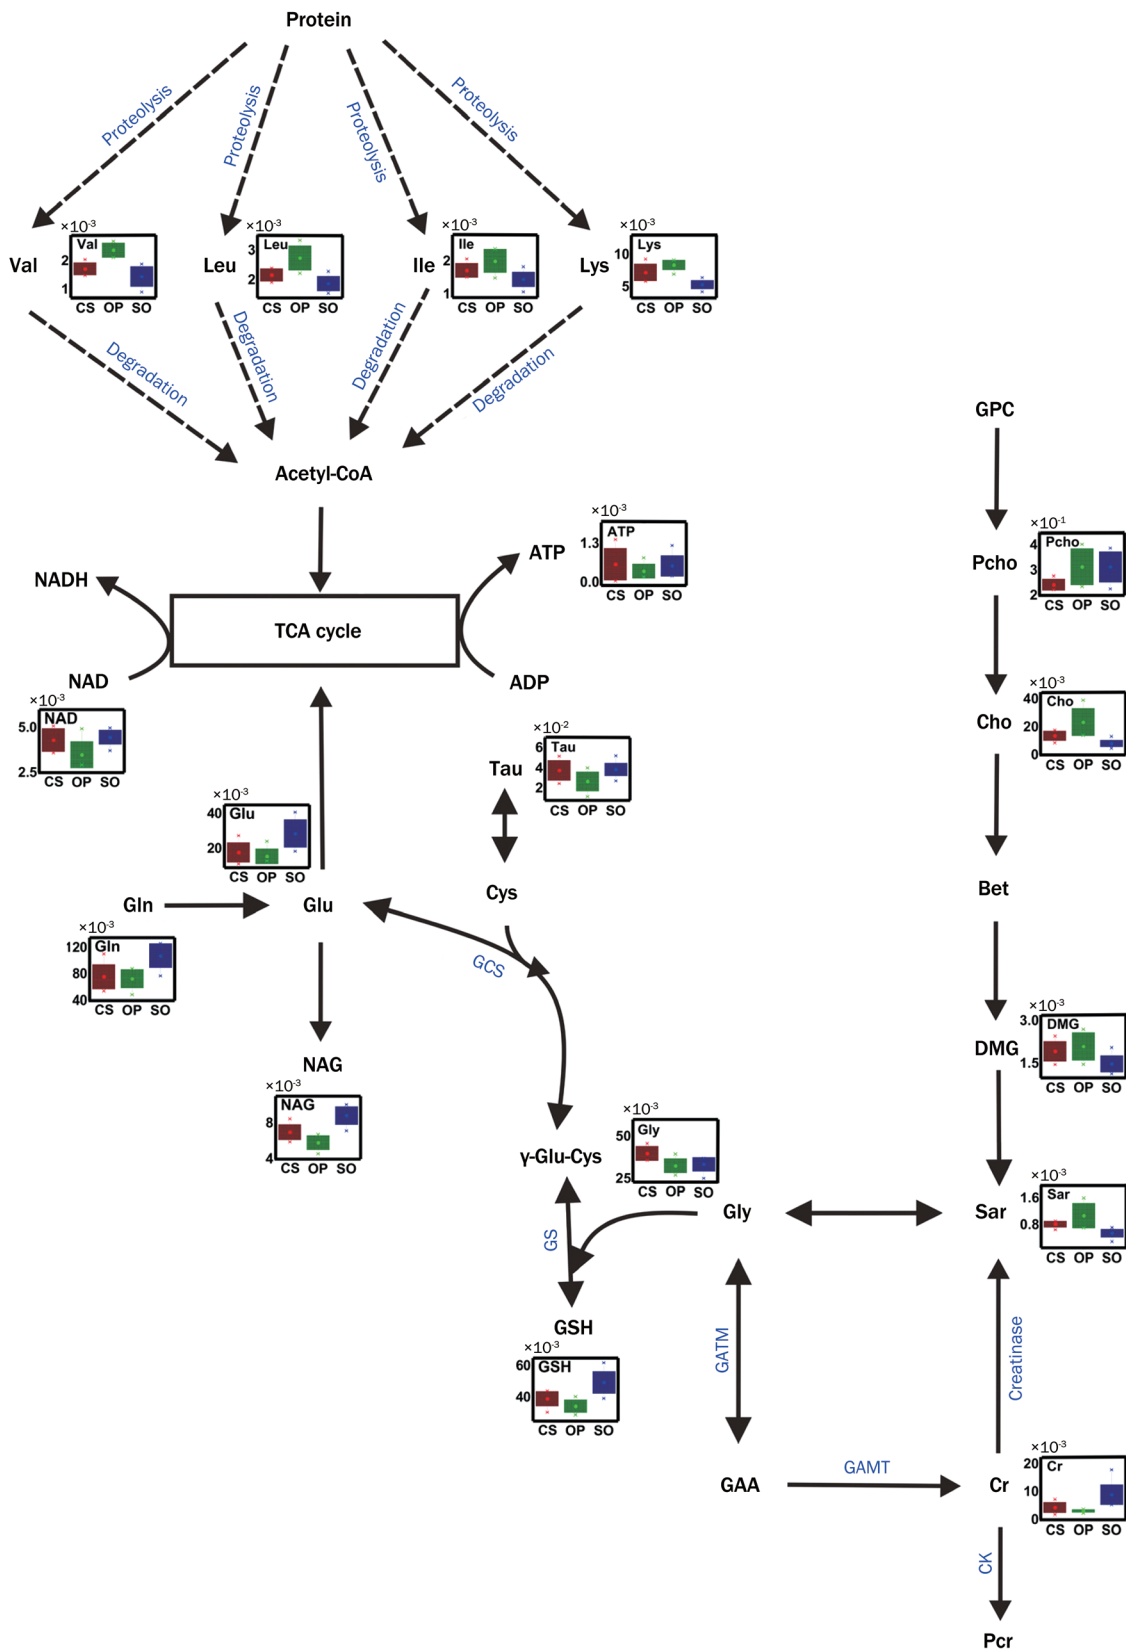 Protein
Proteolysis
Proteolysis
Proteolysis
Proteolysis
Val
×10-3
Val
2
1
CS OP SO
Leu
×10-3
Leu
3
2
CS OP SO
Ile
×10-3
Ile
2
1
CS OP SO
Lys
×10-3
Lys
10
5
CS OP SO
Degradation
Degradation
Degradation
Degradation
Acetyl-CoA
GPC
NADH
ATP
×10-3
ATP
1.3
0.0
CS OP SO
Pcho
×10-1
Pcho
4
3
2
CS OP SO
TCA cycle
NAD
×10-3
NAD
5.0
2.5
CS OP SO
ADP
Cho
×10-3
Cho
40
20
0
CS OP SO
Tau
×10-2
Tau
6
4
2
CS OP SO
×10-3
Glu
40
20
CS OP SO
Gln
Glu
Cys
Bet
×10-3
Gln
120
80
40
CS OP SO
GCS
NAG
×10-3
NAG
8
4
CS OP SO
DMG
×10-3
DMG
3.0
1.5
CS OP SO
γ-Glu-Cys
×10-3
Gly
50
25
CS OP SO
Gly
Sar
×10-3
Sar
1.6
0.8
CS OP SO
GS
GSH
×10-3
GSH
60
40
CS OP SO
GATM
Creatinase
GAA
GAMT
Cr
×10-3
Cr
20
10
0
CS OP SO
CK
Pcr